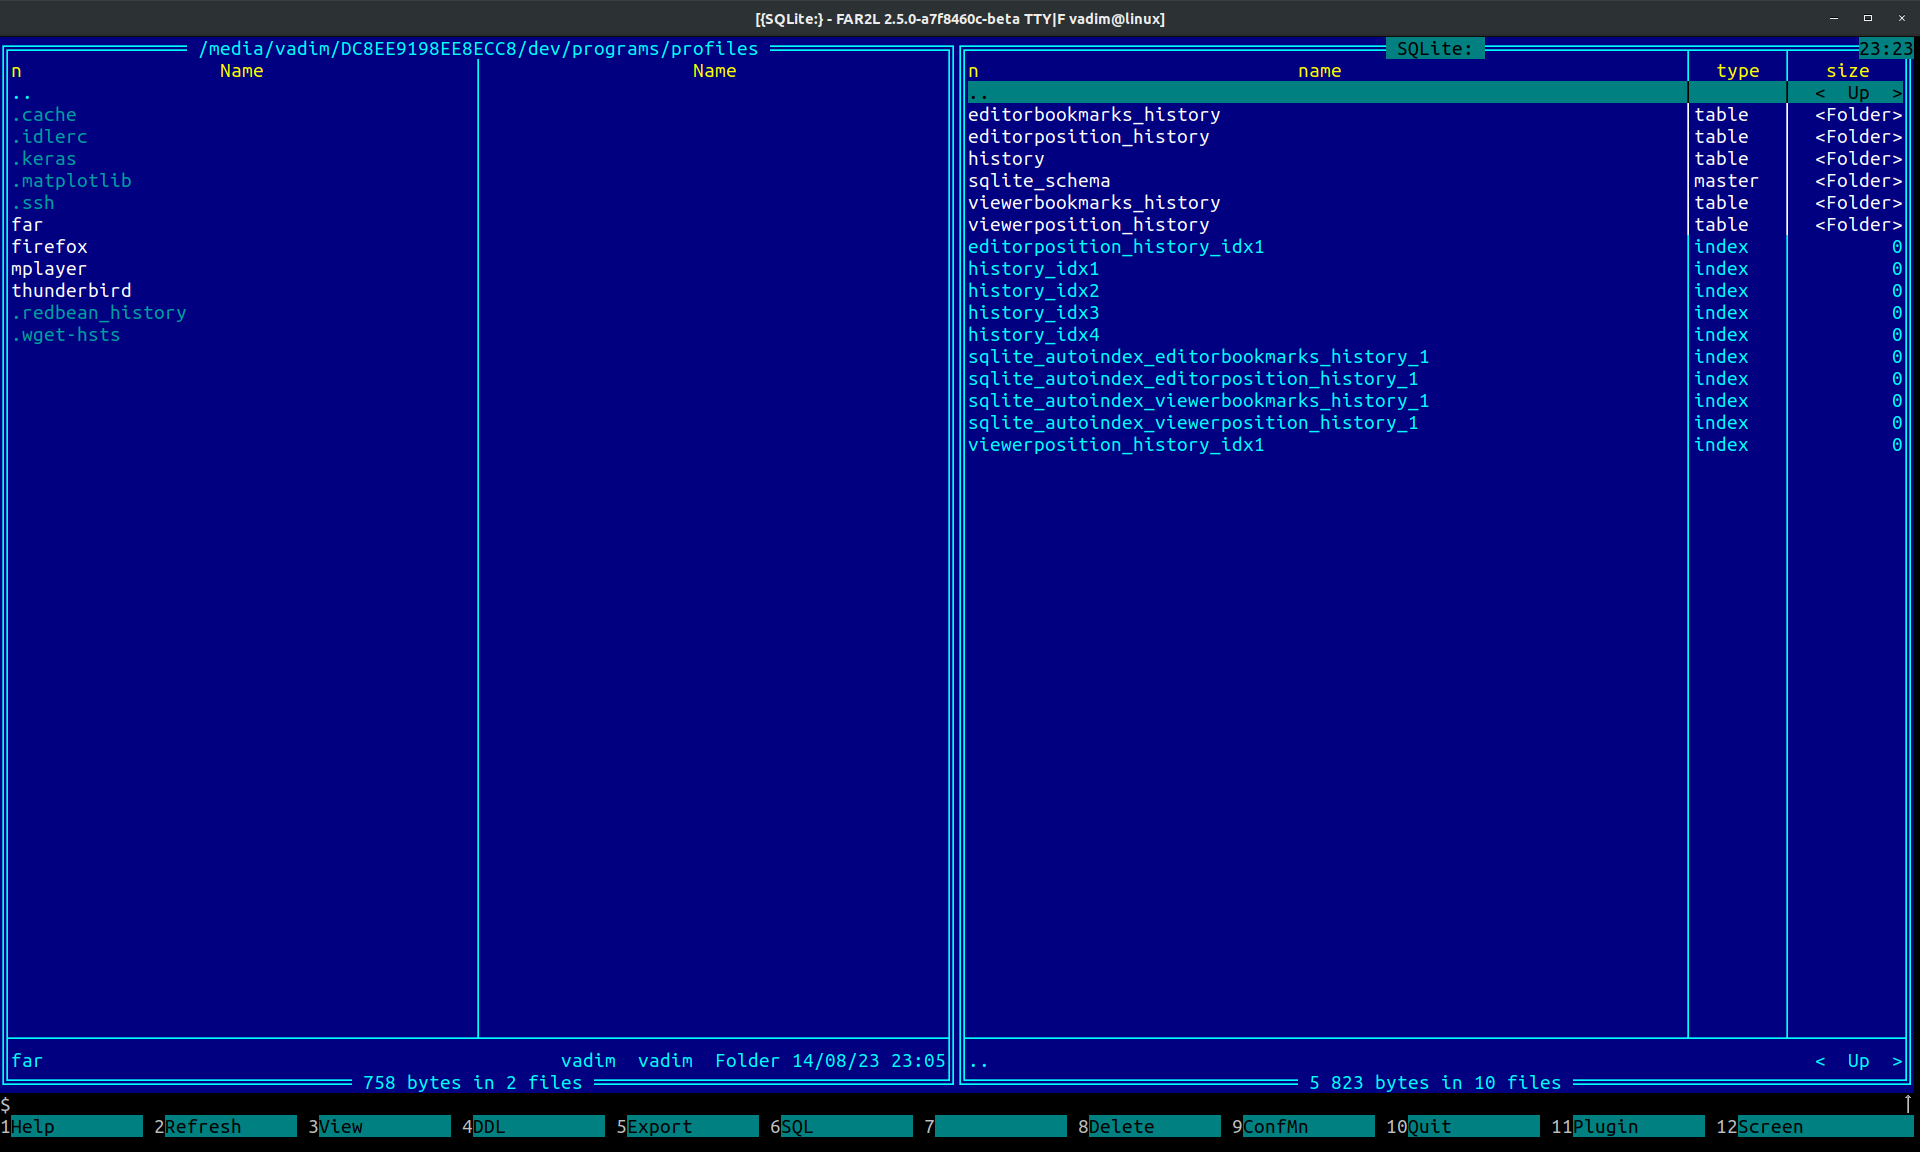 [{SQLite:} - FAR2L 2.5.0-a7f8460c-beta TTY|F vadim@linux]
/media/vadim/DC8EE9198EE8ECC8/dev/programs/profiles
n Name Name
..
.cache
.idlerc
.keras
.matplotlib
.ssh
far
firefox
mplayer
thunderbird
.redbean_history
.wget-hsts
far vadim vadim Folder 14/08/23 23:05
758 bytes in 2 files
SQLite: 23:23
n name type size
.. < Up >
editorbookmarks_history table <Folder>
editorposition_history table <Folder>
history table <Folder>
sqlite_schema master <Folder>
viewerbookmarks_history table <Folder>
viewerposition_history table <Folder>
editorposition_history_idx1 index 0
history_idx1 index 0
history_idx2 index 0
history_idx3 index 0
history_idx4 index 0
sqlite_autoindex_editorbookmarks_history_1 index 0
sqlite_autoindex_editorposition_history_1 index 0
sqlite_autoindex_viewerbookmarks_history_1 index 0
sqlite_autoindex_viewerposition_history_1 index 0
viewerposition_history_idx1 index 0
.. < Up >
5 823 bytes in 10 files
$
1Help 2Refresh 3View 4DDL 5Export 6SQL 7 8Delete 9ConfMn 10Quit 11Plugin 12Screen